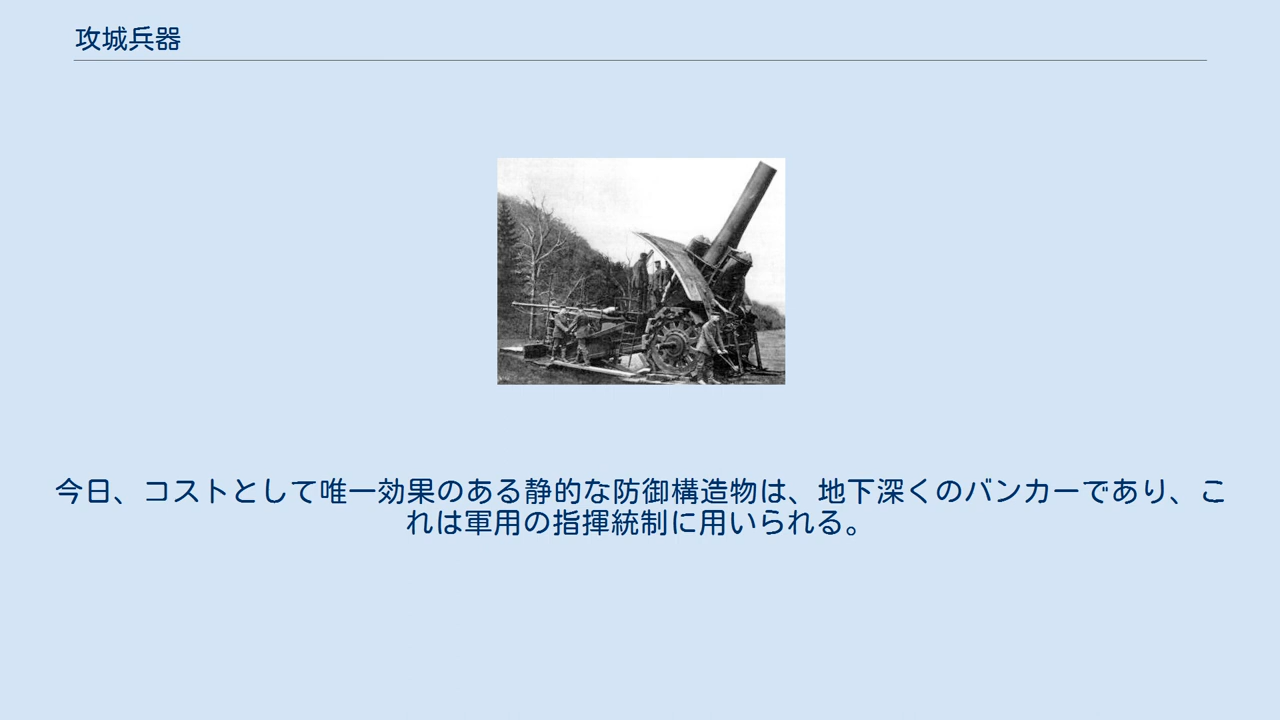 攻城兵器
今日、コストとして唯一効果のある静的な防御構造物は、地下深くのバンカーであり、こ
れは軍用の指揮統制に用いられる。